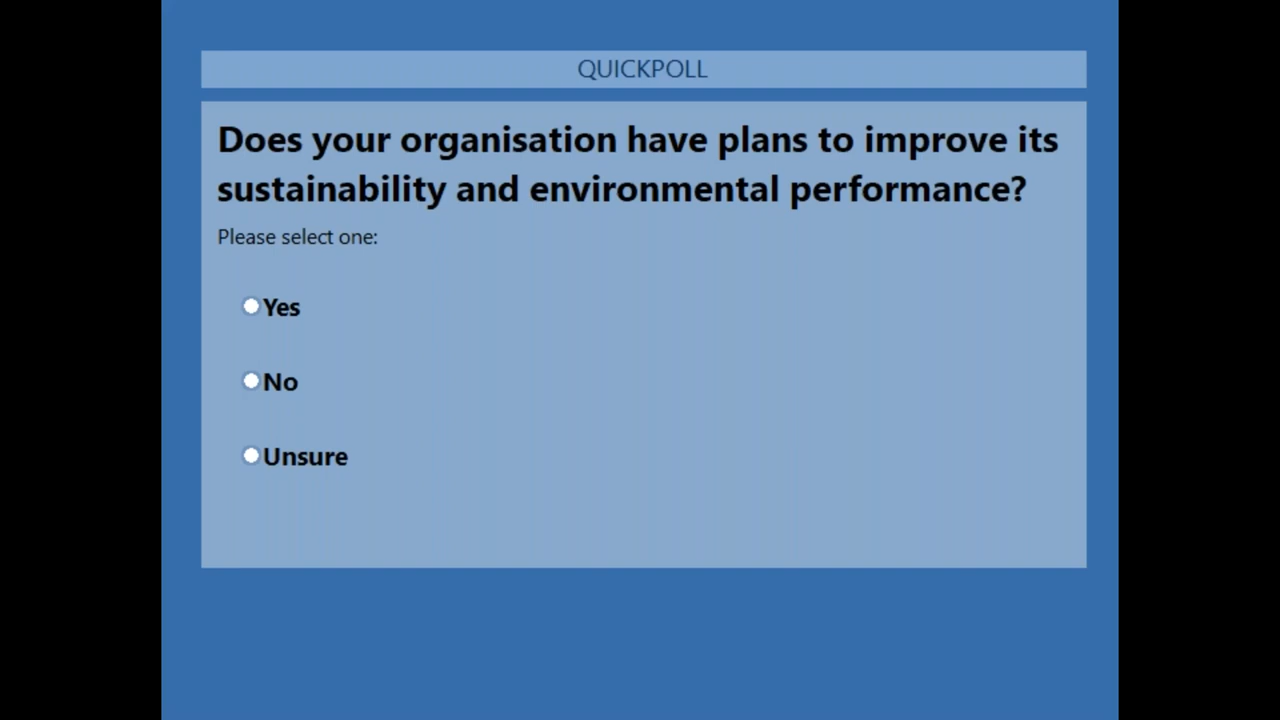 QUICKPOLL
Does your organisation have plans to improve its
sustainability and environmental performance?
Please select one:
Yes
No
Unsure